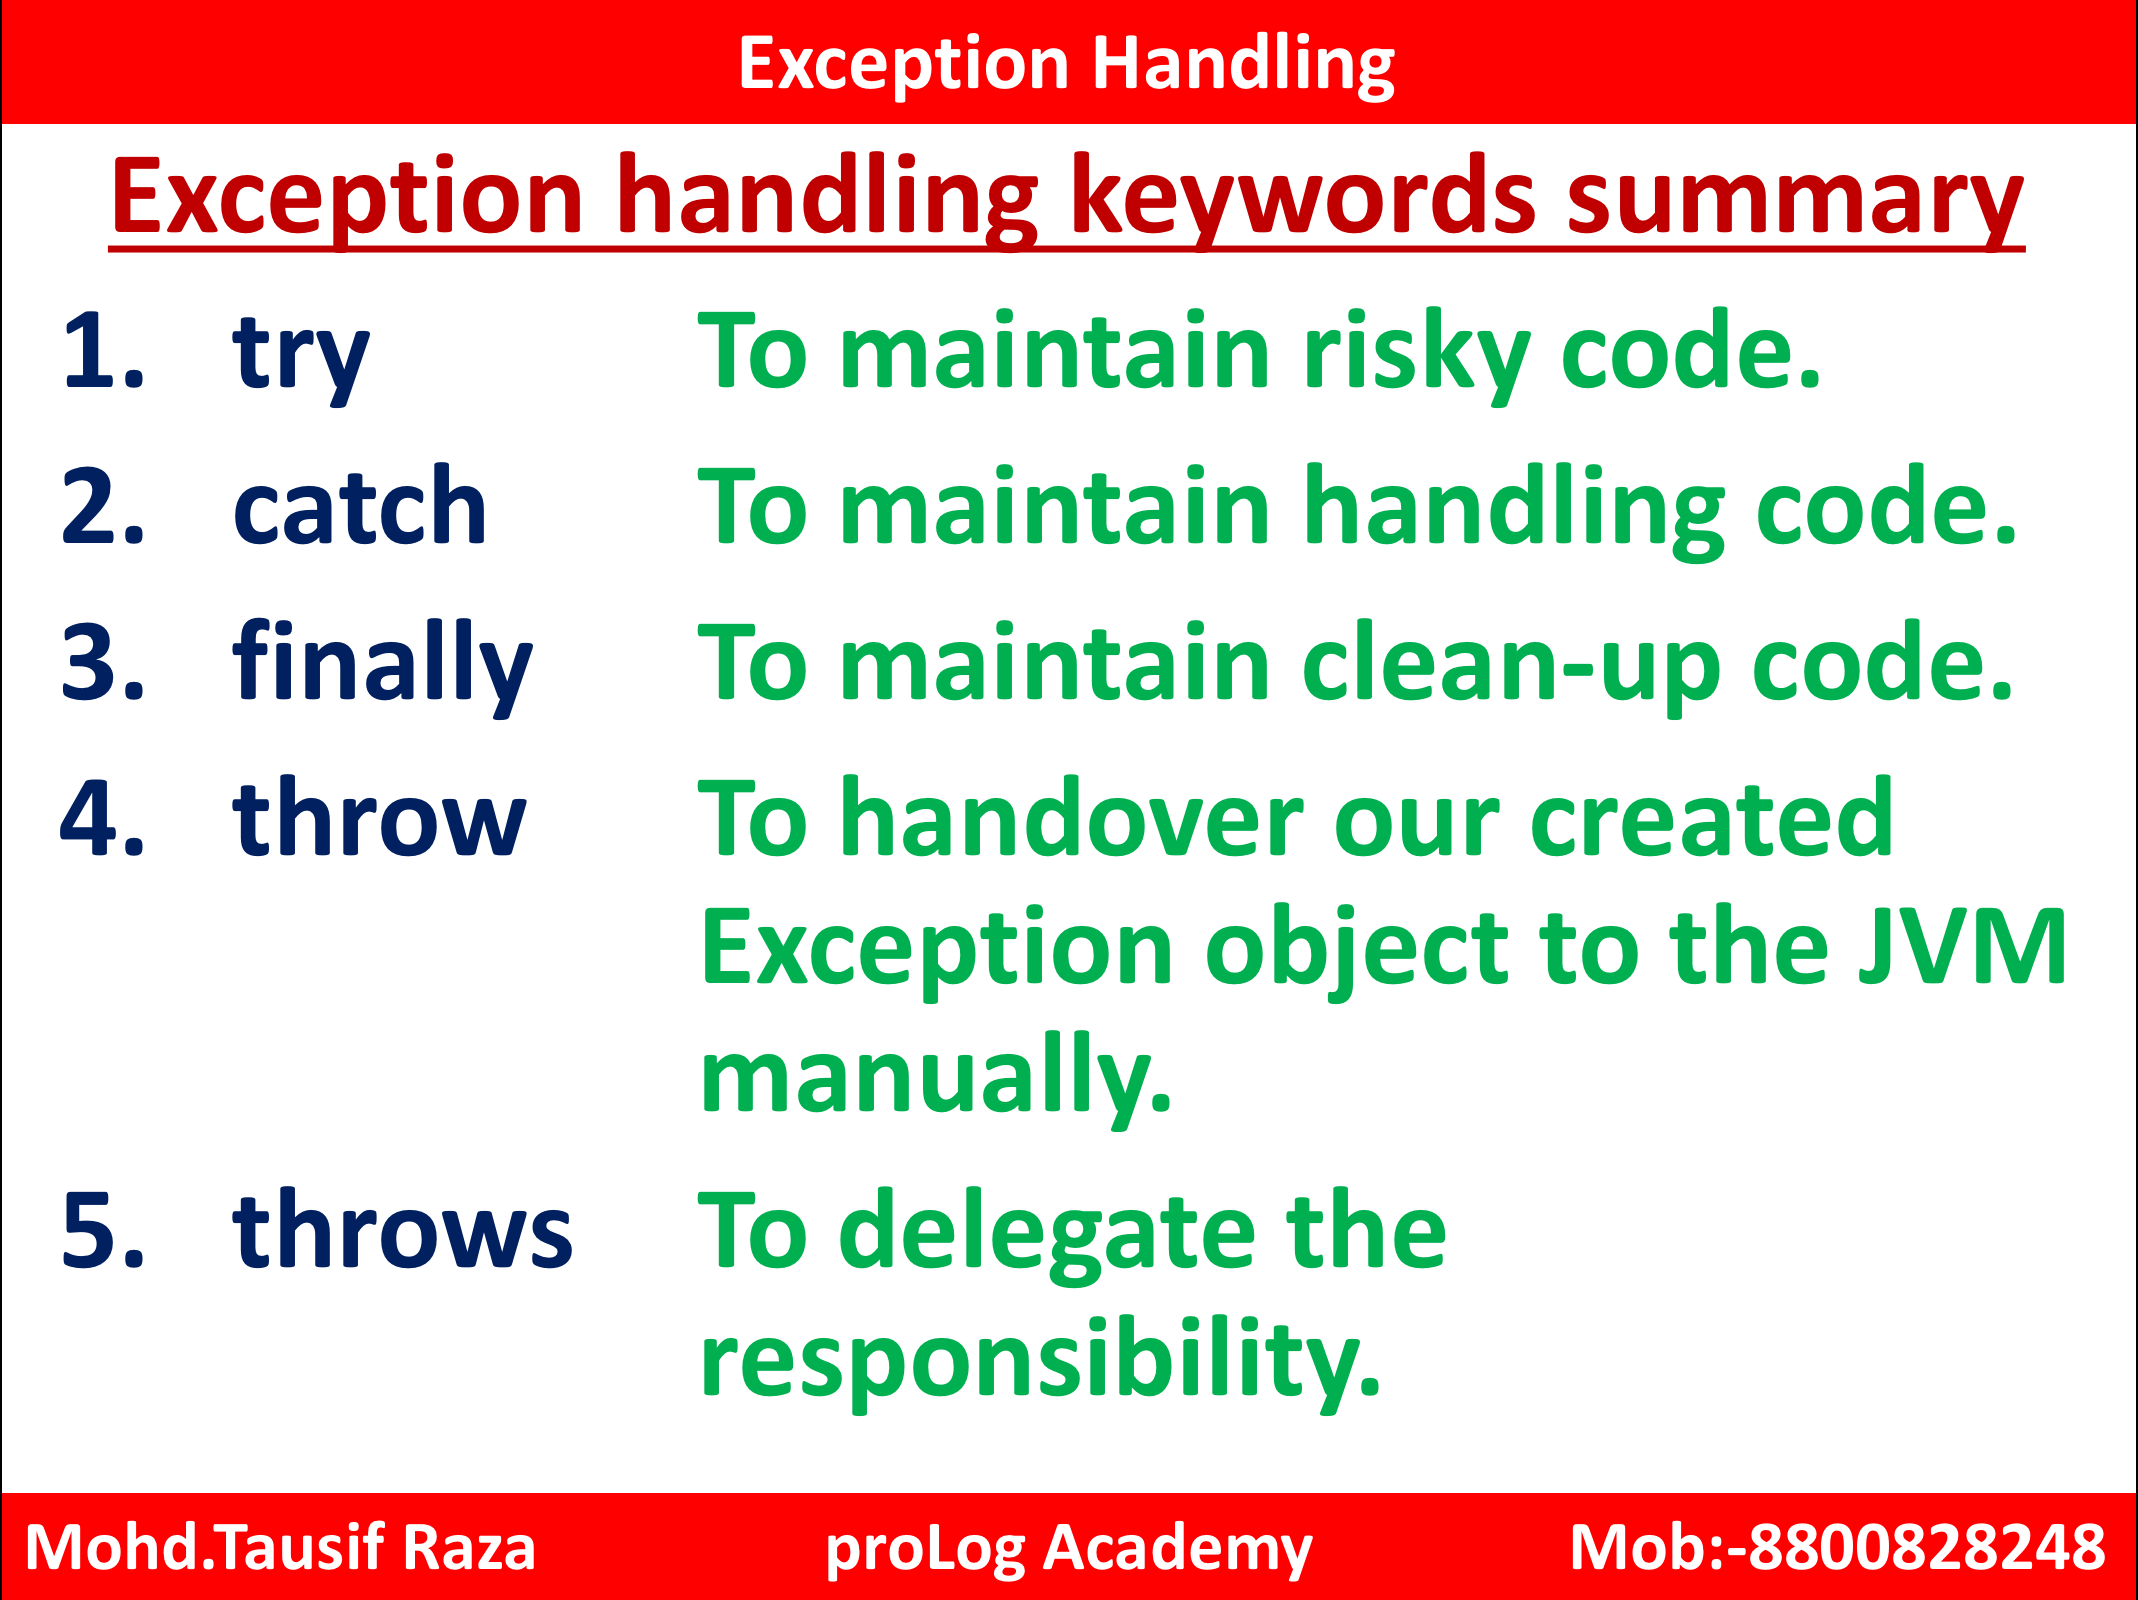 Exception Handling
Exception handling keywords summary
1. try To maintain risky code.
2. catch To maintain handling code.
3. finally To maintain clean-up code.
4. throw To handover our created
Exception object to the JVM
manually.
5. throws To delegate the
responsibility.
Mohd.Tausif Raza proLog Academy Mob:-8800828248